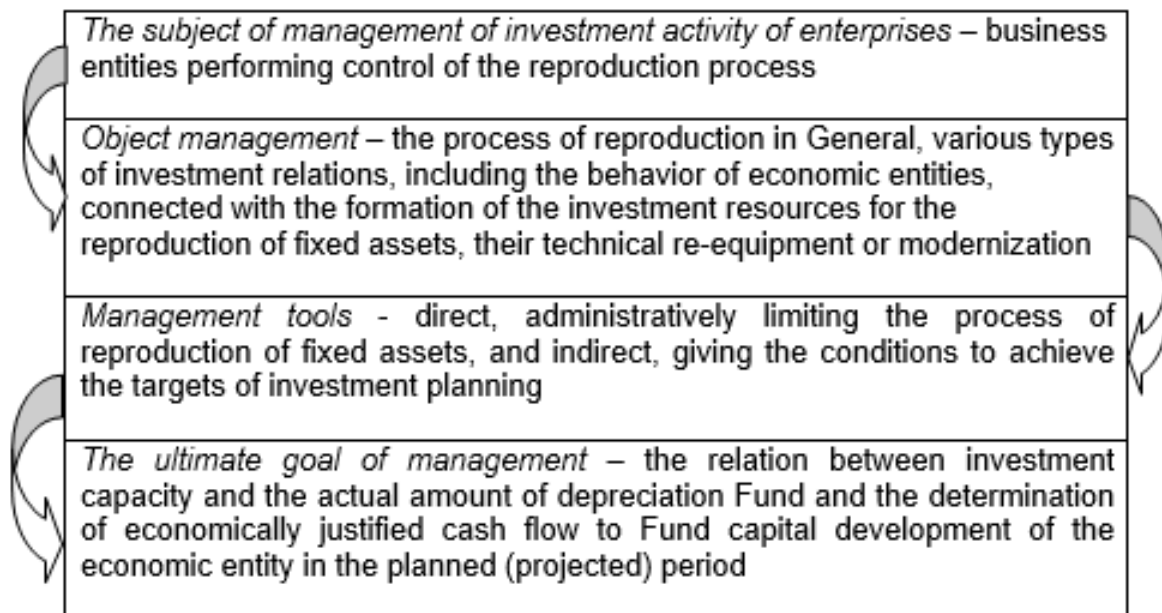 The subject of management of investment activity of enterprises – business
entities performing control of the reproduction process
Object management – the process of reproduction in General, various types
of investment relations, including the behavior of economic entities,
connected with the formation of the investment resources for the
reproduction of fixed assets, their technical re-equipment or modernization
Management tools - direct, administratively limiting the process of
reproduction of fixed assets, and indirect, giving the conditions to achieve
the targets of investment planning
The ultimate goal of management – the relation between investment
capacity and the actual amount of depreciation Fund and the determination
of economically justified cash flow to Fund capital development of the
economic entity in the planned (projected) period